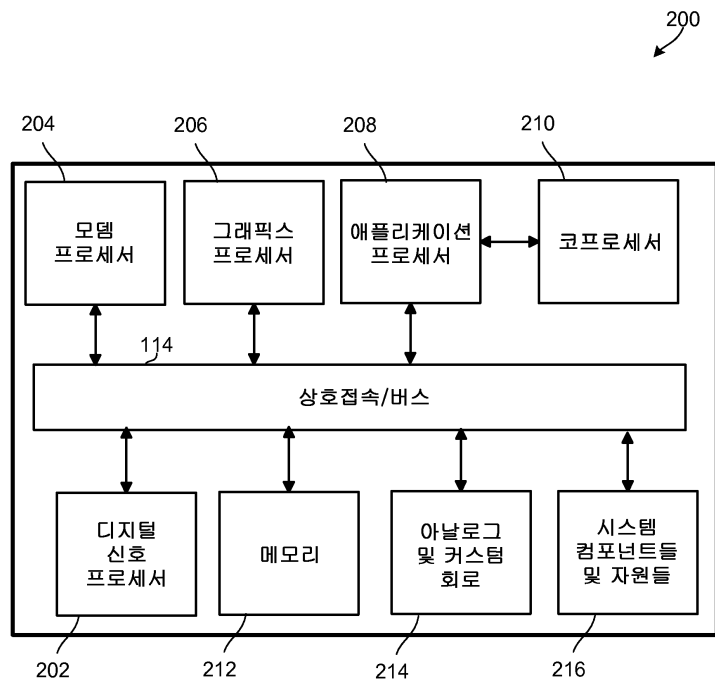 200
204
206
208
210
모뎀
프로세서
그래픽스
프로세서
애플리케이션
프로세서
코프로세서
114
상호접속/버스
디지털
신호
프로세서
메모리
아날로그
및 커스텀
회로
시스템
컴포넌트들
및 자원들
202
212
214
216